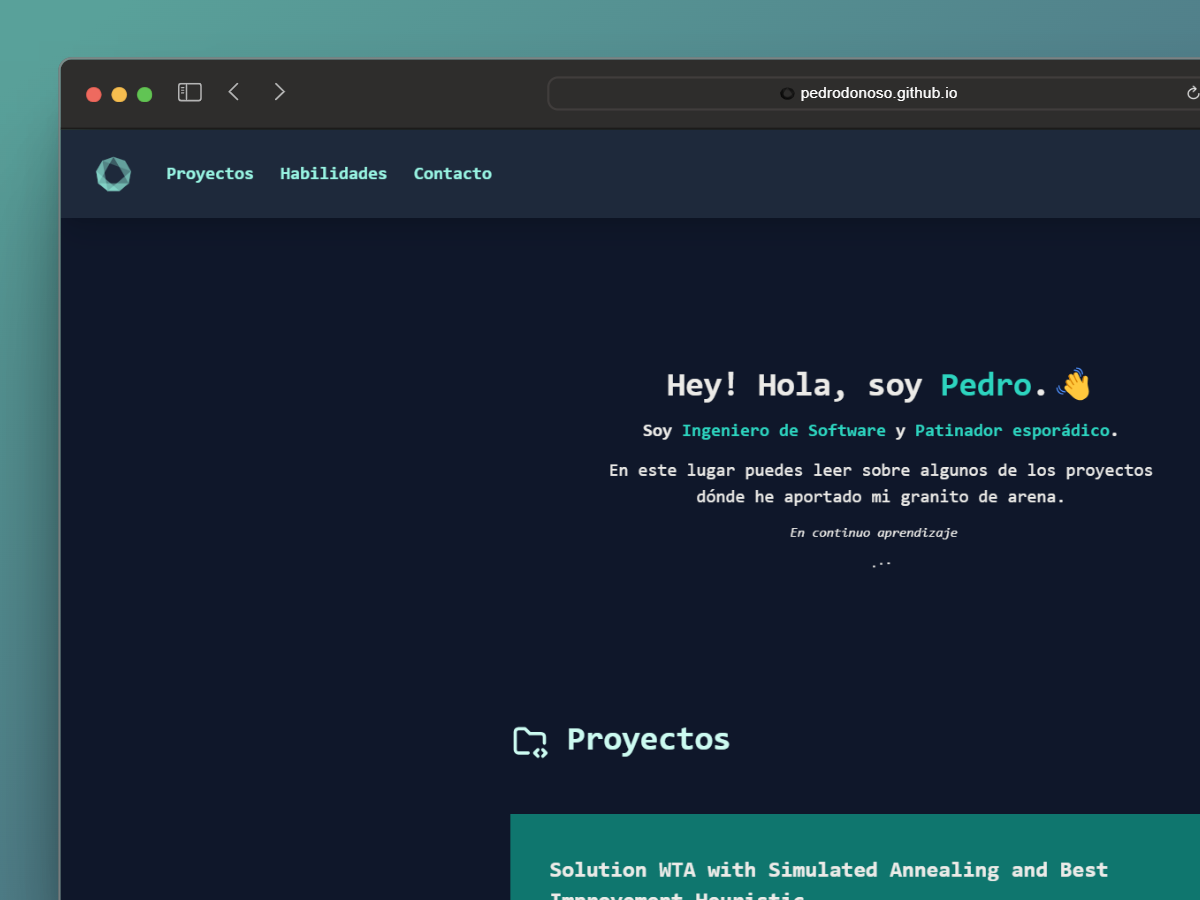 pedrodonoso.github.io
Proyectos Habilidades Contacto
Hey! Hola, soy Pedro.👋
Soy Ingeniero de Software y Patinador esporádico.
En este lugar puedes leer sobre algunos de los proyectos
dónde he aportado mi granito de arena.
En continuo aprendizaje
...
Proyectos
Solution WTA with Simulated Annealing and Best
Improvement Heuristic